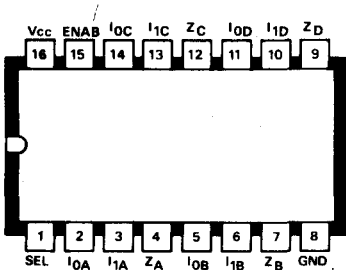 Vcc ENAB I0C I1C ZC I0D I1D ZD
16 15 14 13 12 11 10 9
1 2 3 4 5 6 7 8
SEL I0A I1A ZA I0B I1B ZB GND